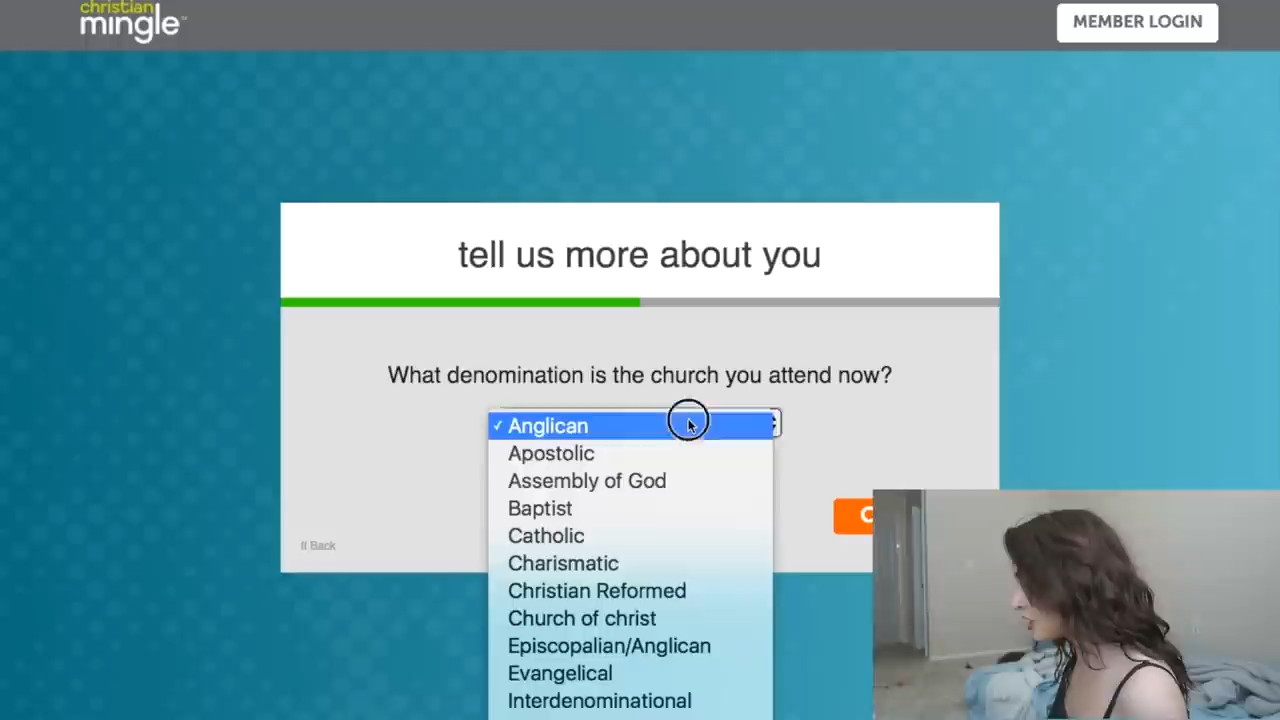 christian
mingle™
MEMBER LOGIN
tell us more about you
What denomination is the church you attend now?
✓ Anglican
Apostolic
Assembly of God
Baptist
Catholic
Charismatic
Christian Reformed
Church of christ
Episcopalian/Anglican
Evangelical
Interdenominational
Back